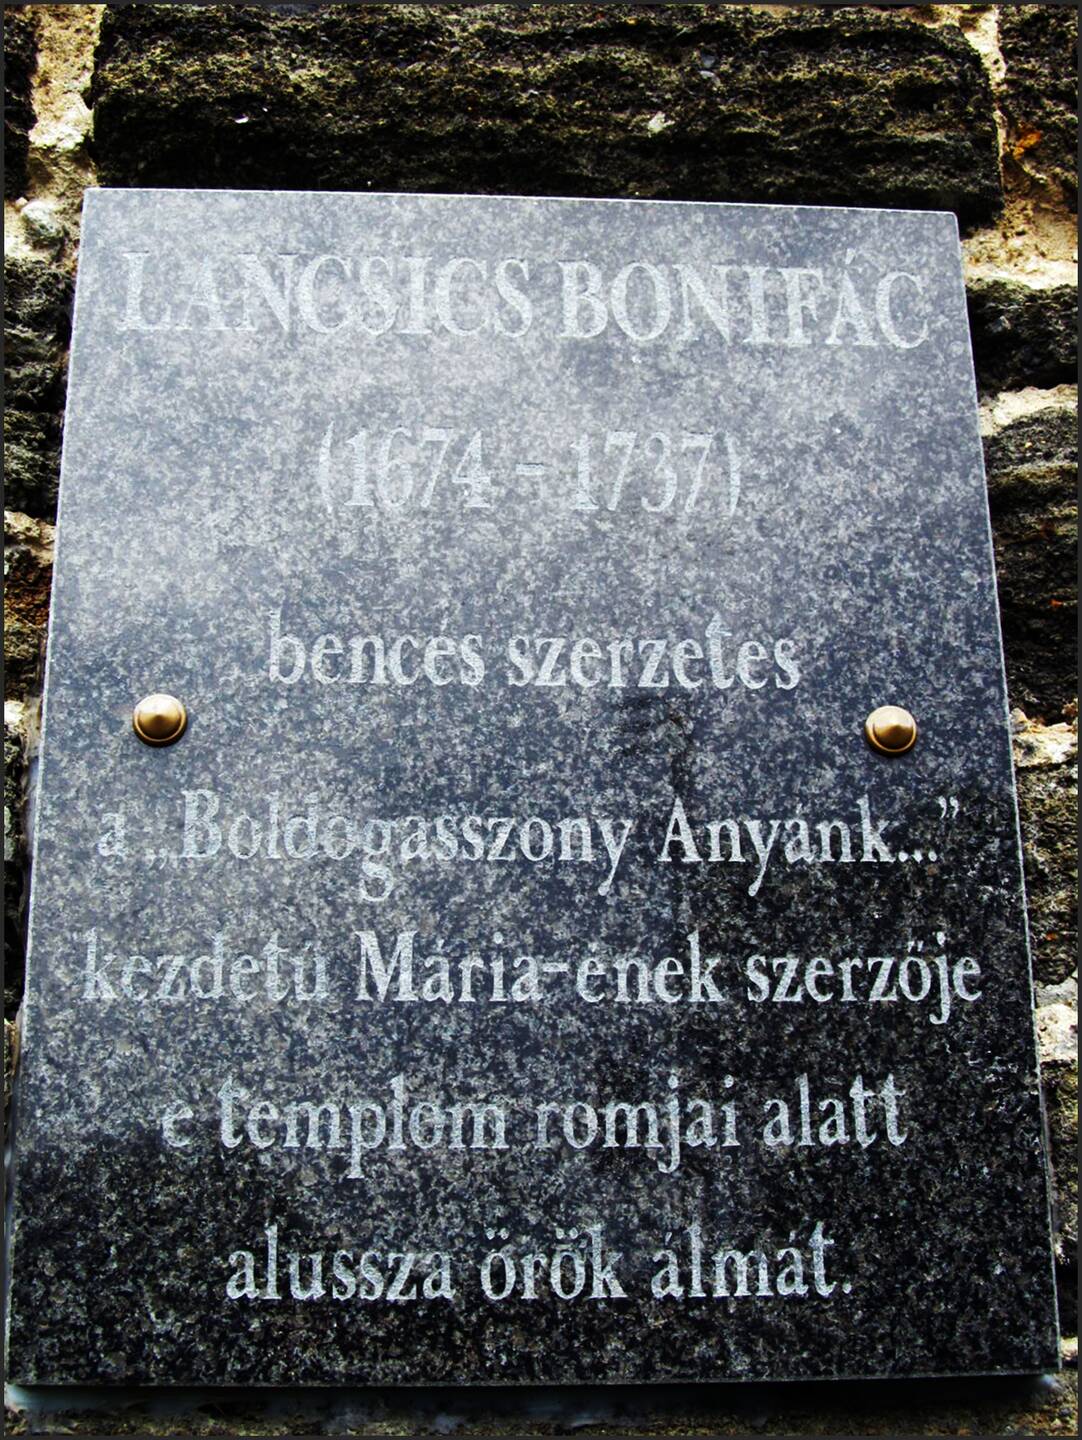 LANCSICS BONIFÁC
(1674 – 1737)
bencés szerzetes
a „Boldogasszony Anyánk..."
kezdetű Mária-ének szerzője
e templom romjai alatt
alussza örök álmát.